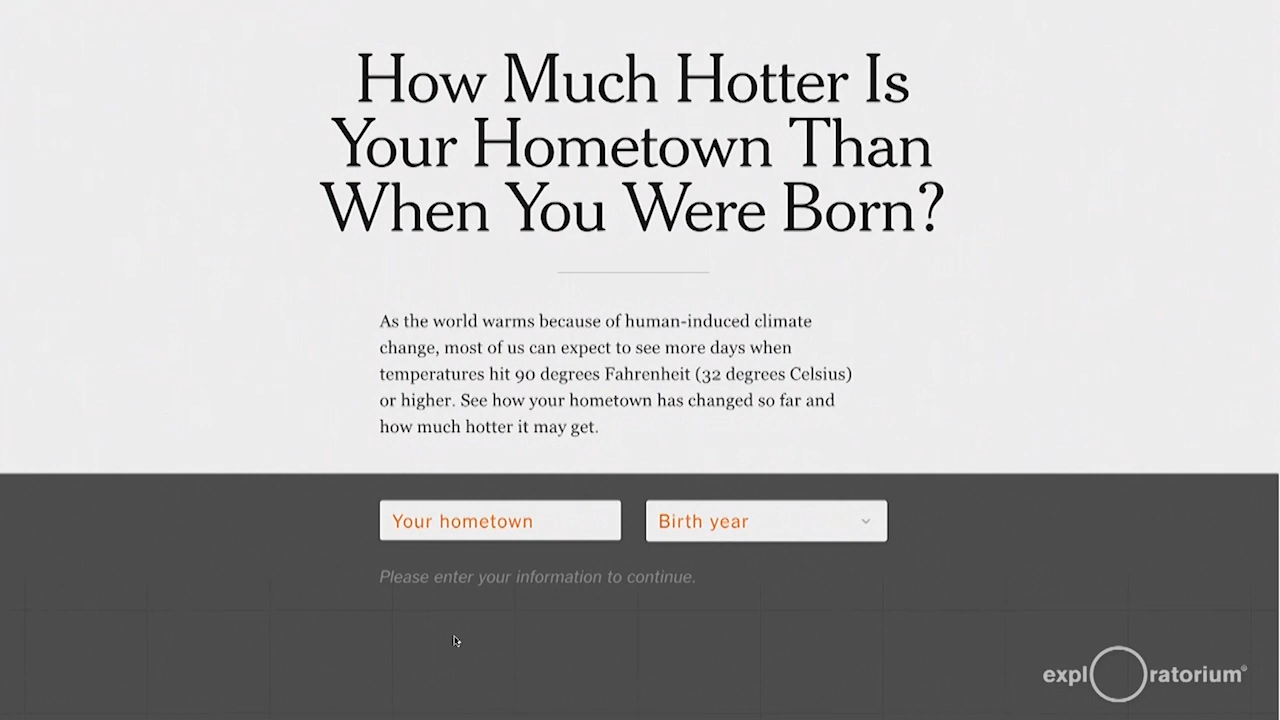 How Much Hotter Is
Your Hometown Than
When You Were Born?
As the world warms because of human-induced climate
change, most of us can expect to see more days when
temperatures hit 90 degrees Fahrenheit (32 degrees Celsius)
or higher. See how your hometown has changed so far and
how much hotter it may get.
Your hometown
Birth year
Please enter your information to continue.
explOratorium®